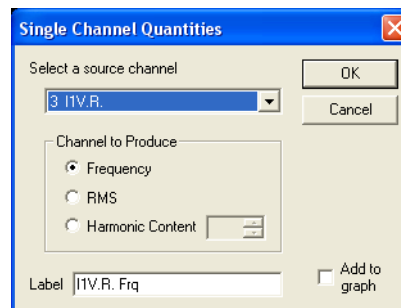 Single Channel Quantities
Select a source channel
OK
3 I1V.R.
Cancel
Channel to Produce
Frequency
RMS
Harmonic Content
Label I1V.R. Frq
Add to
graph